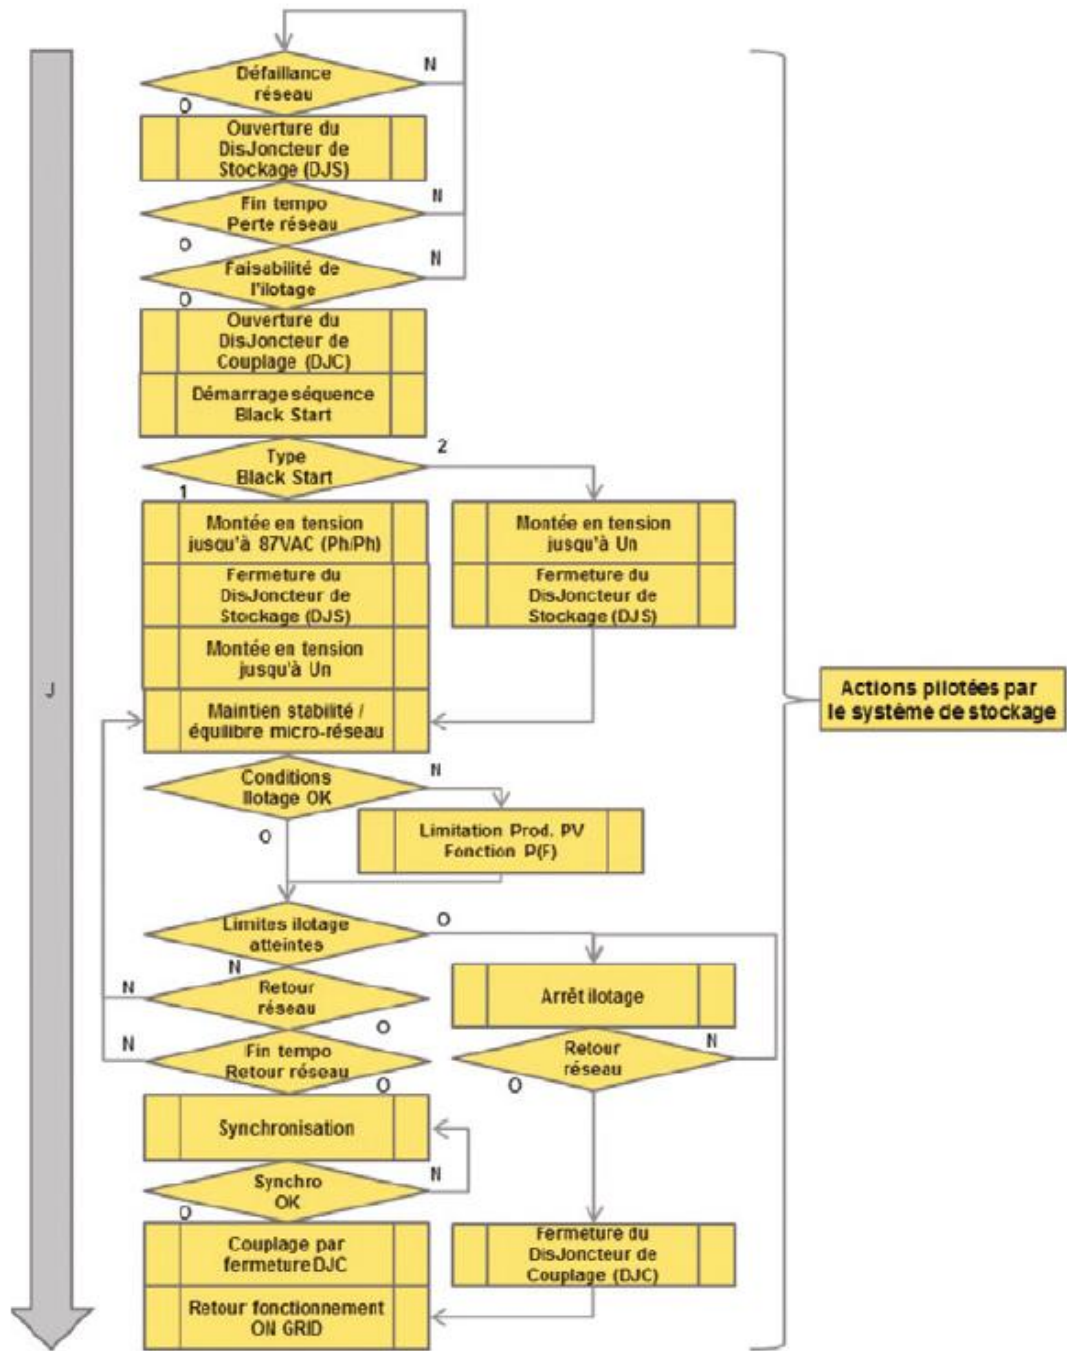 N
Défaillance
réseau
O
Ouverture du
DisJoncteur de
Stockage (DJS)
Fin tempo
Perte réseau
N
O
Faisabilité de
l'ilotage
N
O
Ouverture du
DisJoncteur de
Couplage (DJC)
Démarrage séquence
Black Start
Type
Black Start
2
1
Montée en tension
jusqu'à 87VAC (Ph/Ph)
Montée en tension
jusqu'à Un
Fermeture du
DisJoncteur de
Stockage (DJS)
Fermeture du
DisJoncteur de
Stockage (DJS)
Montée en tension
jusqu'à Un
J
Maintien stabilité /
équilibre micro-réseau
Actions pilotées par
le système de stockage
Conditions
Ilotage OK
N
O
Limitation Prod. PV
Fonction P(F)
Limites ilotage
atteintes
O
N
Retour
réseau
N
O
Arrêt ilotage
Fin tempo
Retour réseau
N
O
Retour
réseau
N
O
Synchronisation
Synchro
OK
N
O
Couplage par
fermeture DJC
Fermeture du
DisJoncteur de
Couplage (DJC)
Retour fonctionnement
ON GRID